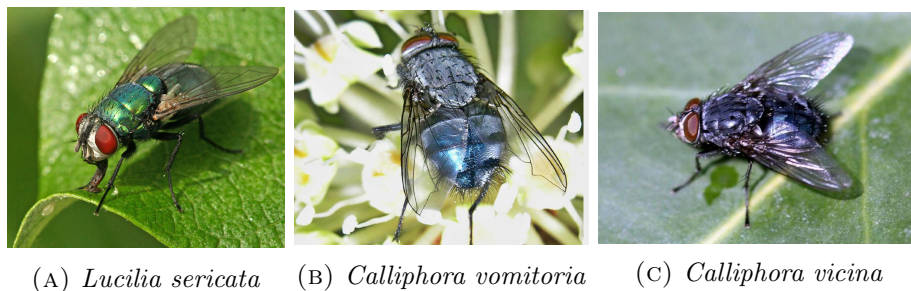 (A) Lucilia sericata
(B) Calliphora vomitoria
(C) Calliphora vicina